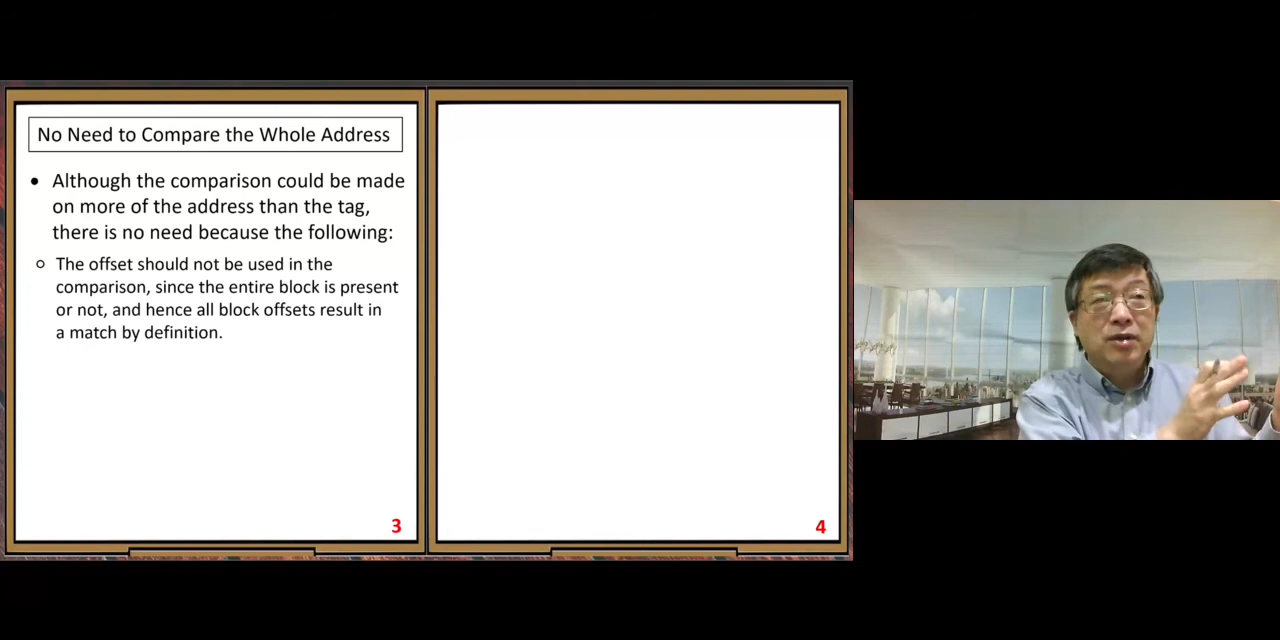 No Need to Compare the Whole Address
• Although the comparison could be made
on more of the address than the tag,
there is no need because the following:
○ The offset should not be used in the
comparison, since the entire block is present
or not, and hence all block offsets result in
a match by definition.
3
4